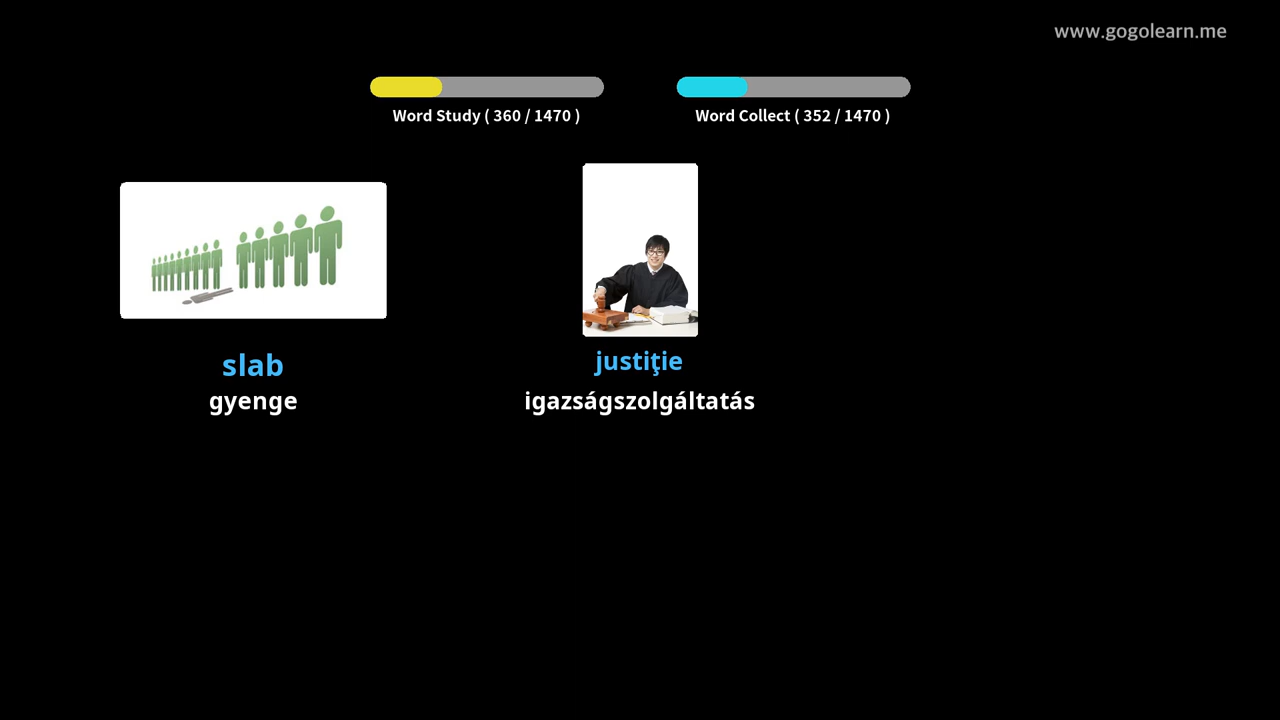 www.gogolearn.me
Word Study ( 360 / 1470 )
Word Collect ( 352 / 1470 )
slab
gyenge
justiţie
igazságszolgáltatás